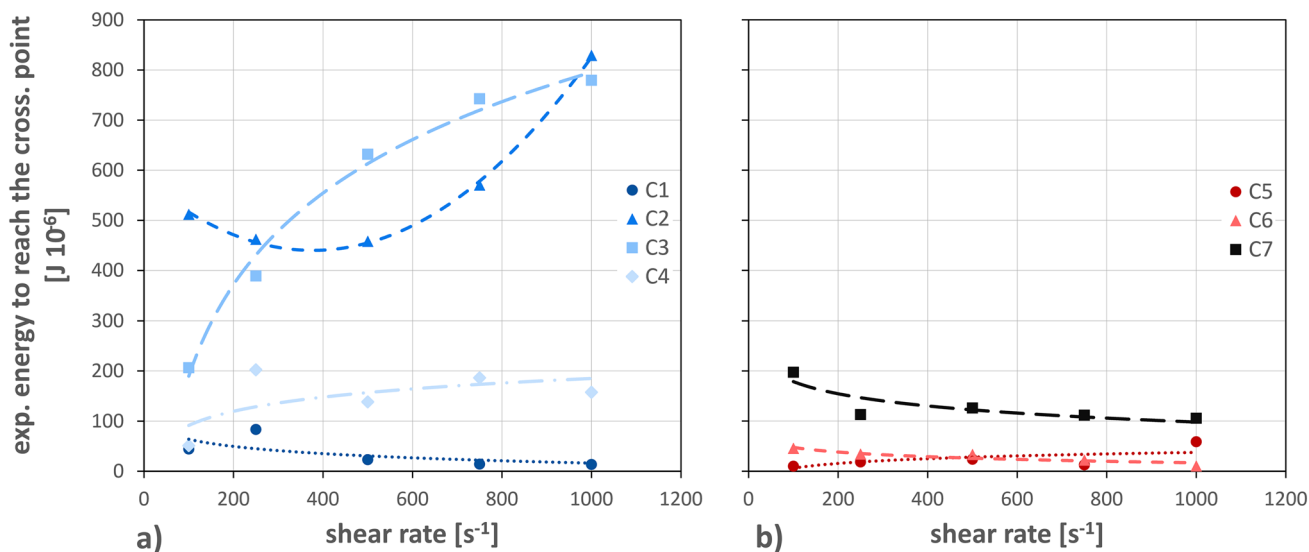 exp. energy to reach the cross. point
[J 10⁻⁶]
900
800
700
600
500
400
300
200
100
0
C1
C2
C3
C4
0 200 400 600 800 1000 1200
a) shear rate [s⁻¹]
C5
C6
C7
0 200 400 600 800 1000 1200
b) shear rate [s⁻¹]